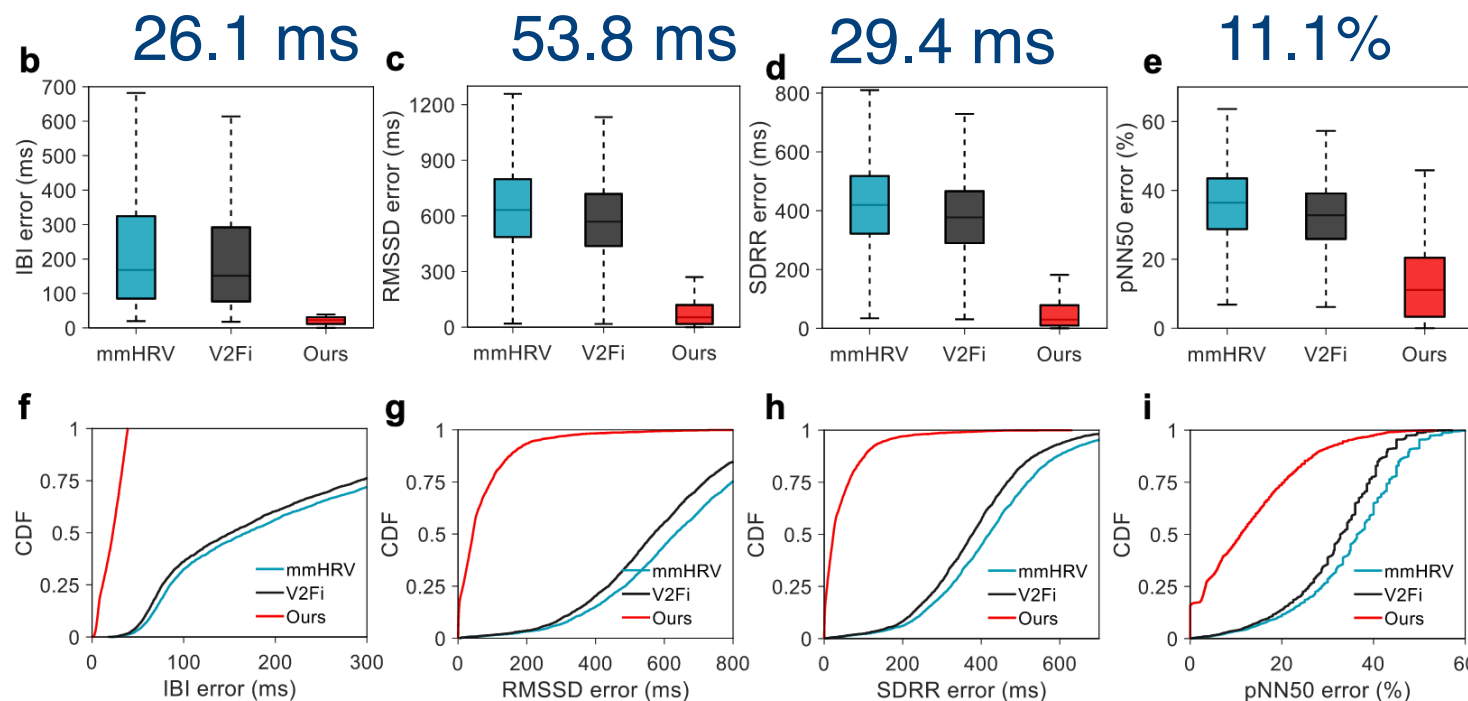 26.1 ms 53.8 ms 29.4 ms 11.1%
b
IBI error (ms)
700
600
500
400
300
200
100
0
mmHRV V2Fi Ours
c
RMSSD error (ms)
1200
900
600
300
0
mmHRV V2Fi Ours
d
SDRR error (ms)
800
600
400
200
0
mmHRV V2Fi Ours
e
pNN50 error (%)
60
40
20
0
mmHRV V2Fi Ours
f
CDF
1
0.75
0.5
0.25
0
mmHRV
V2Fi
Ours
0 100 200 300
IBI error (ms)
g
CDF
1
0.75
0.5
0.25
0
mmHRV
V2Fi
Ours
0 200 400 600 800
RMSSD error (ms)
h
CDF
1
0.75
0.5
0.25
0
mmHRV
V2Fi
Ours
0 200 400 600
SDRR error (ms)
i
CDF
1
0.75
0.5
0.25
0
mmHRV
V2Fi
Ours
0 20 40 60
pNN50 error (%)